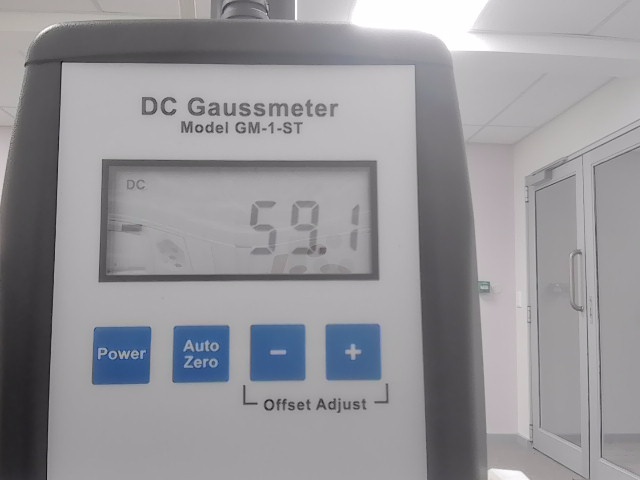 DC Gaussmeter
Model GM-1-ST
DC
59.1
Power
Auto
Zero
−
+
Offset Adjust